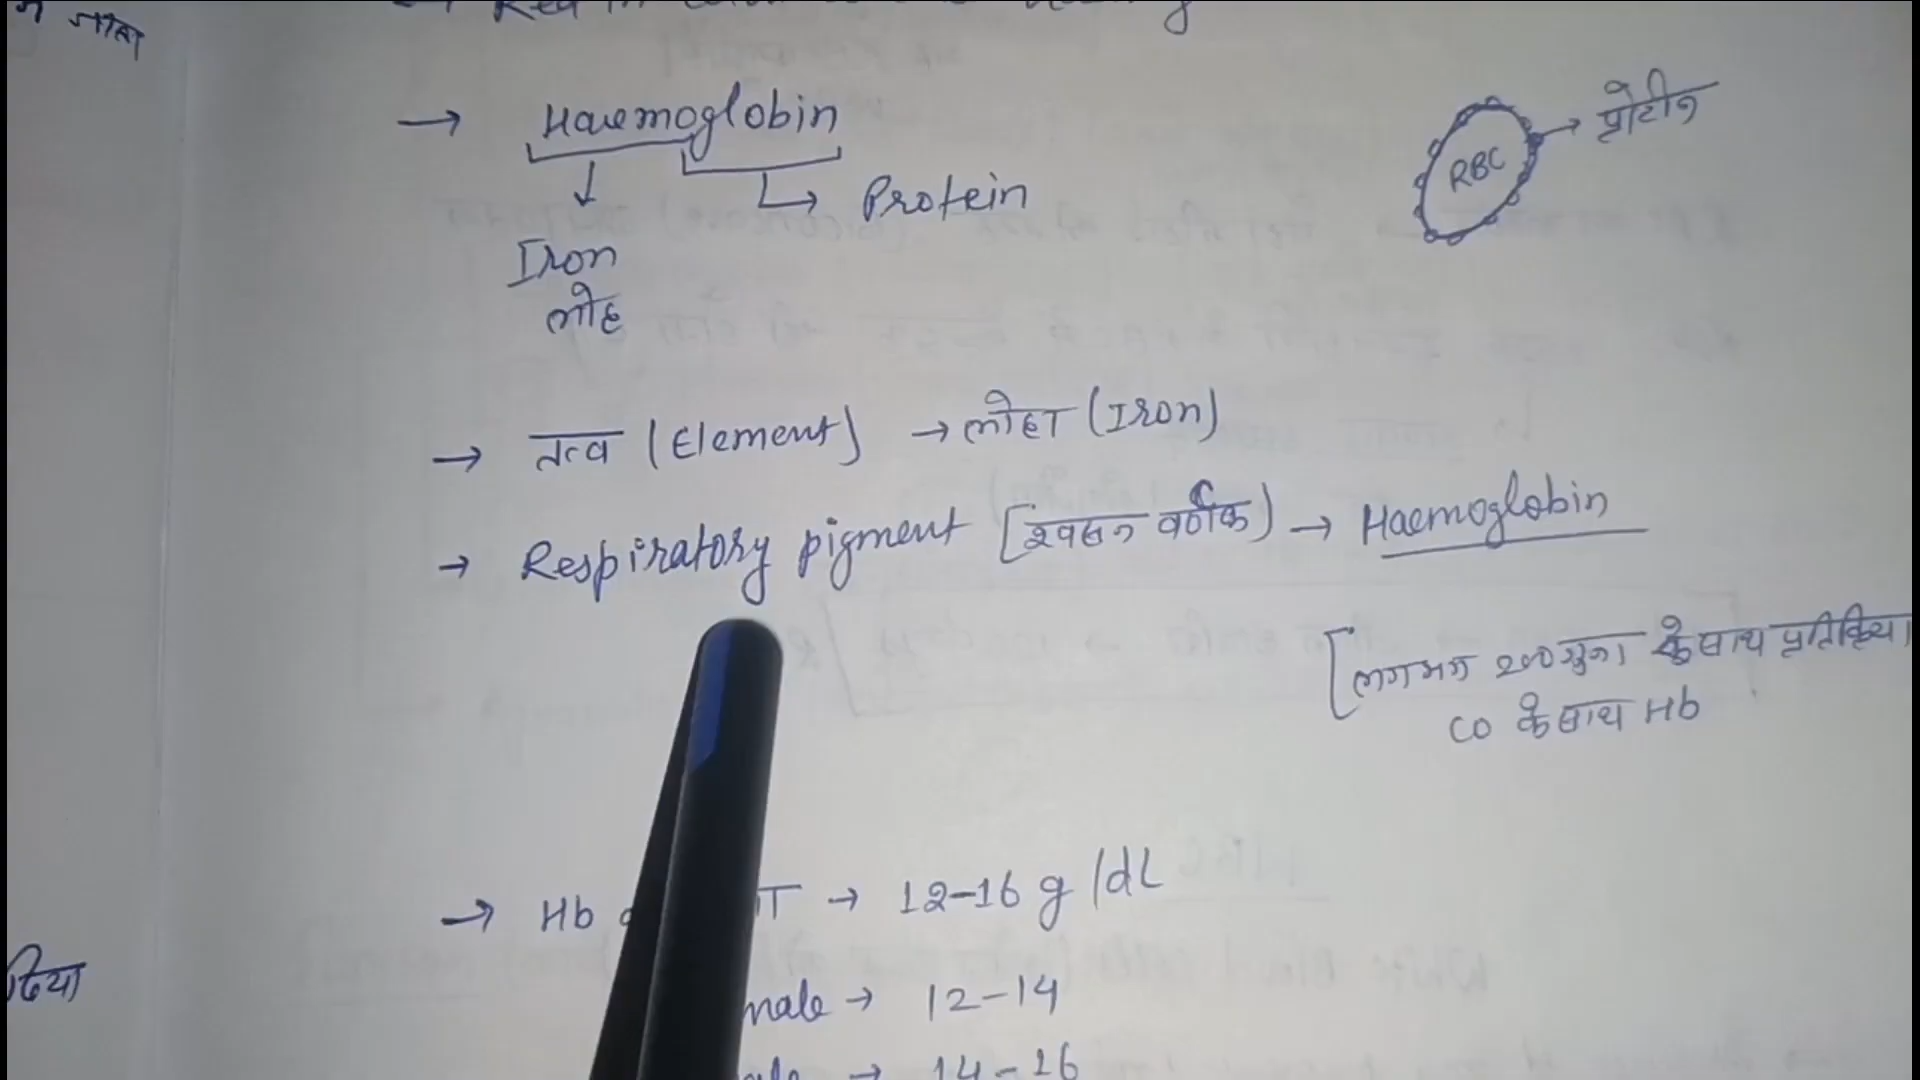 → Haemoglobin
RBC → प्रोटीन
→ Protein
Iron
लोह
→ तत्व (Element) → लोहा (Iron)
→ Respiratory pigment [श्वसन वर्णक) → Haemoglobin
[लगभग 200 गुना के साथ प्रतिक्रिया
CO के साथ Hb
→ Hb → 12-16 g/dL
male → 12-14
→ 14-16
दिया